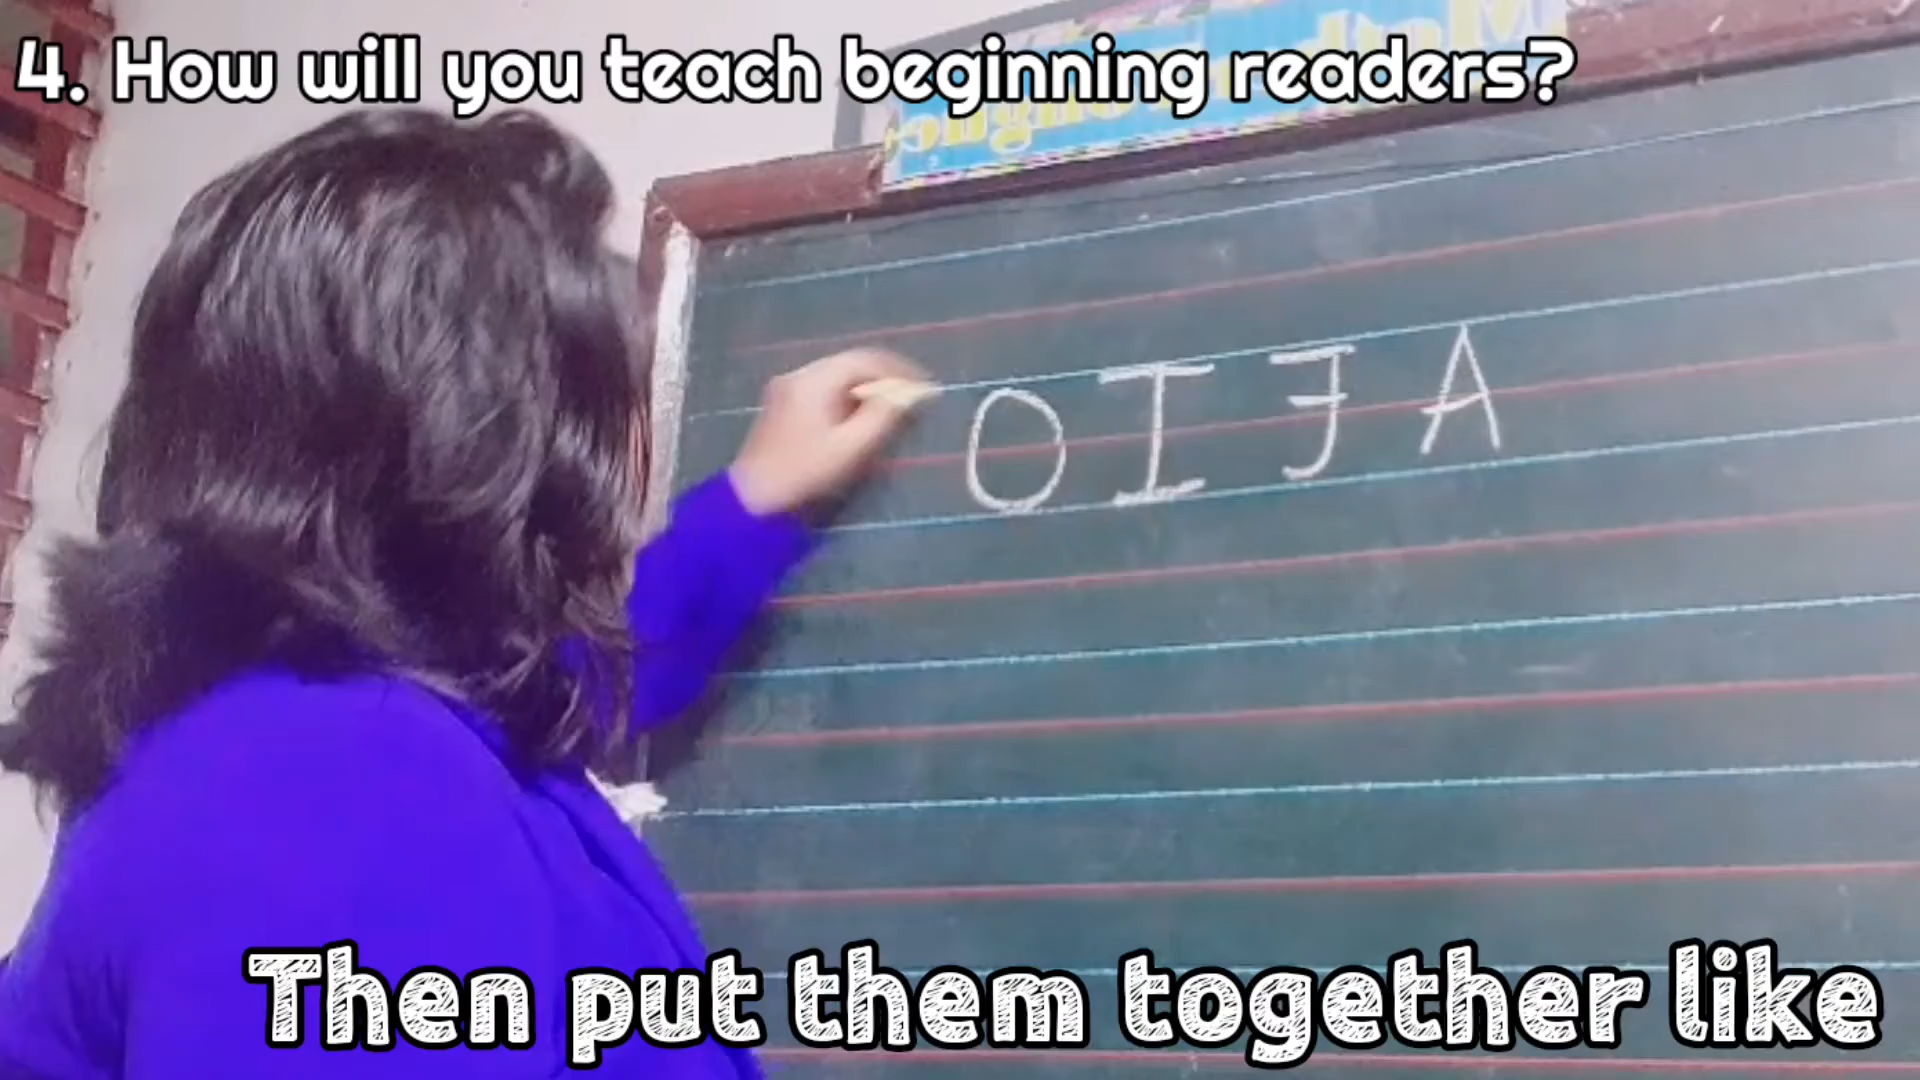 4. How will you teach beginning readers?
A E I O
Then put them together like